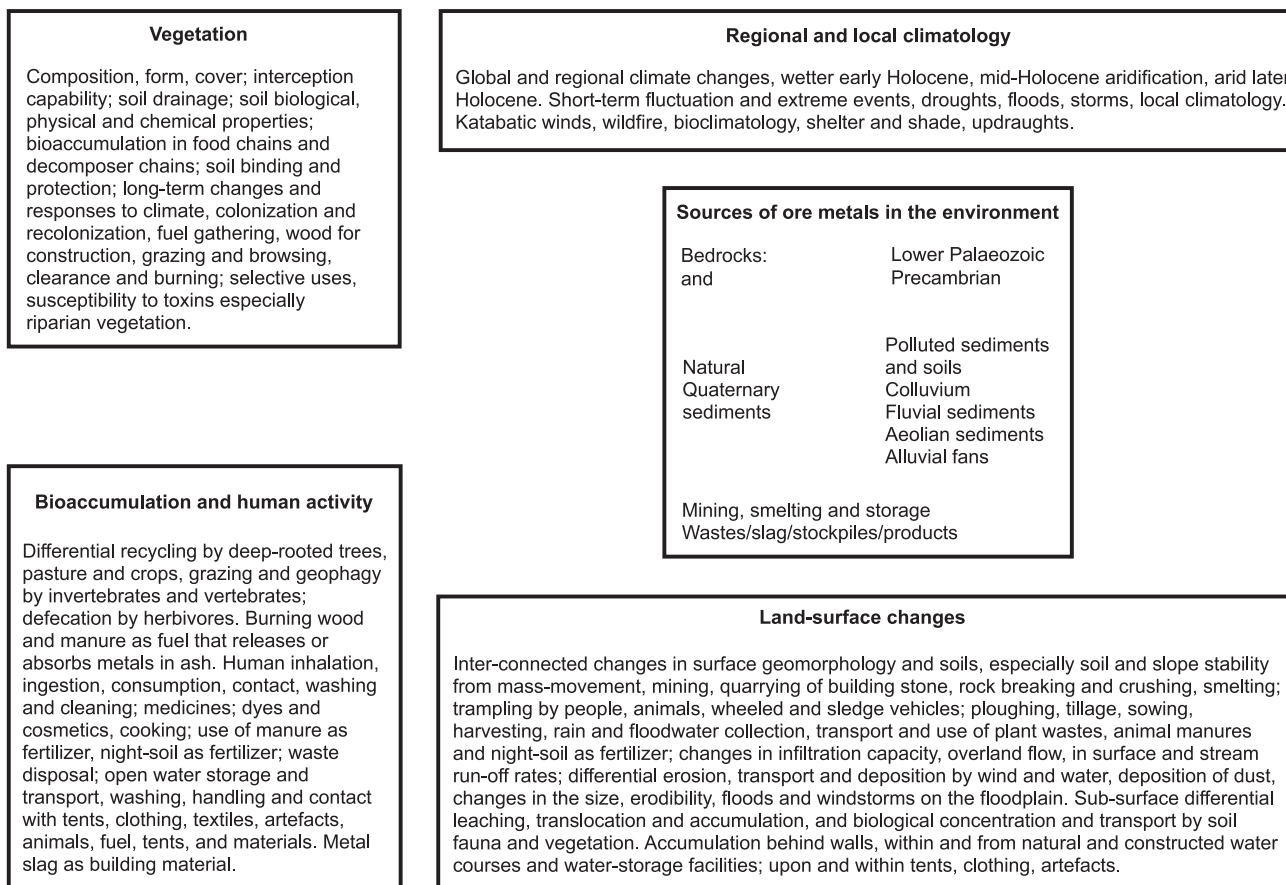 Vegetation
Composition, form, cover; interception
capability; soil drainage; soil biological,
physical and chemical properties;
bioaccumulation in food chains and
decomposer chains; soil binding and
protection; long-term changes and
responses to climate, colonization and
recolonization, fuel gathering, wood for
construction, grazing and browsing,
clearance and burning; selective uses,
susceptibility to toxins especially
riparian vegetation.
Regional and local climatology
Global and regional climate changes, wetter early Holocene, mid-Holocene aridification, arid later
Holocene. Short-term fluctuation and extreme events, droughts, floods, storms, local climatology.
Katabatic winds, wildfire, bioclimatology, shelter and shade, updraughts.
Sources of ore metals in the environment
Bedrocks: Lower Palaeozoic
and Precambrian
Polluted sediments
Natural and soils
Quaternary Colluvium
sediments Fluvial sediments
Aeolian sediments
Alluvial fans
Mining, smelting and storage
Wastes/slag/stockpiles/products
Bioaccumulation and human activity
Differential recycling by deep-rooted trees,
pasture and crops, grazing and geophagy
by invertebrates and vertebrates;
defecation by herbivores. Burning wood
and manure as fuel that releases or
absorbs metals in ash. Human inhalation,
ingestion, consumption, contact, washing
and cleaning; medicines; dyes and
cosmetics, cooking; use of manure as
fertilizer, night-soil as fertilizer; waste
disposal; open water storage and
transport, washing, handling and contact
with tents, clothing, textiles, artefacts,
animals, fuel, tents, and materials. Metal
slag as building material.
Land-surface changes
Inter-connected changes in surface geomorphology and soils, especially soil and slope stability
from mass-movement, mining, quarrying of building stone, rock breaking and crushing, smelting;
trampling by people, animals, wheeled and sledge vehicles; ploughing, tillage, sowing,
harvesting, rain and floodwater collection, transport and use of plant wastes, animal manures
and night-soil as fertilizer; changes in infiltration capacity, overland flow, in surface and stream
run-off rates; differential erosion, transport and deposition by wind and water, deposition of dust,
changes in the size, erodibility, floods and windstorms on the floodplain. Sub-surface differential
leaching, translocation and accumulation, and biological concentration and transport by soil
fauna and vegetation. Accumulation behind walls, within and from natural and constructed water
courses and water-storage facilities; upon and within tents, clothing, artefacts.